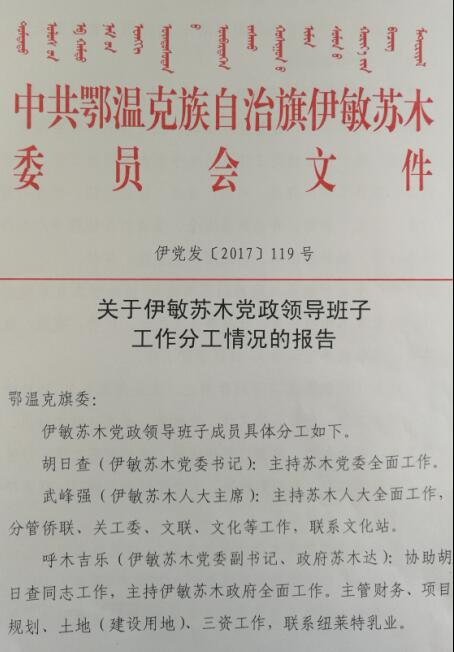 中共鄂温克族自治旗伊敏苏木
委员会文件
伊党发〔2017〕119号
关于伊敏苏木党政领导班子
工作分工情况的报告
鄂温克旗委：
伊敏苏木党政领导班子成员具体分工如下。
胡日查（伊敏苏木党委书记）：主持苏木党委全面工作。
武峰强（伊敏苏木人大主席）：主持苏木人大全面工作，
分管侨联、关工委、文联、文化等工作，联系文化站。
呼木吉乐（伊敏苏木党委副书记、政府苏木达）：协助胡
日查同志工作，主持伊敏苏木政府全面工作。主管财务、项目
规划、土地（建设用地）、三资工作，联系纽莱特乳业。